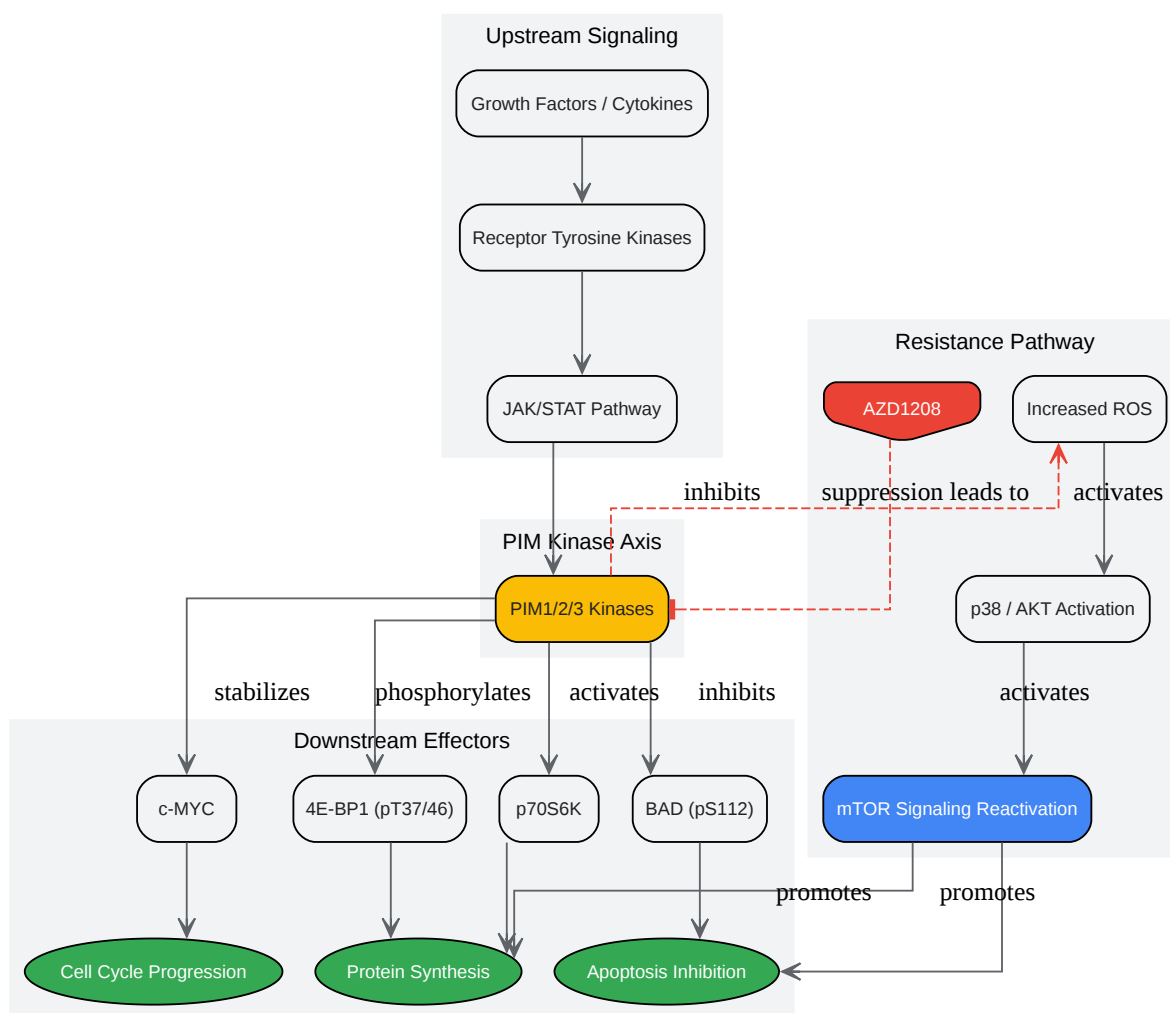 Upstream Signaling
Growth Factors / Cytokines
Receptor Tyrosine Kinases
JAK/STAT Pathway
Resistance Pathway
AZD1208
Increased ROS
inhibits
suppression leads to
activates
PIM Kinase Axis
PIM1/2/3 Kinases
p38 / AKT Activation
stabilizes
phosphorylates
activates
inhibits
activates
Downstream Effectors
c-MYC
4E-BP1 (pT37/46)
p70S6K
BAD (pS112)
mTOR Signaling Reactivation
promotes
promotes
Cell Cycle Progression
Protein Synthesis
Apoptosis Inhibition